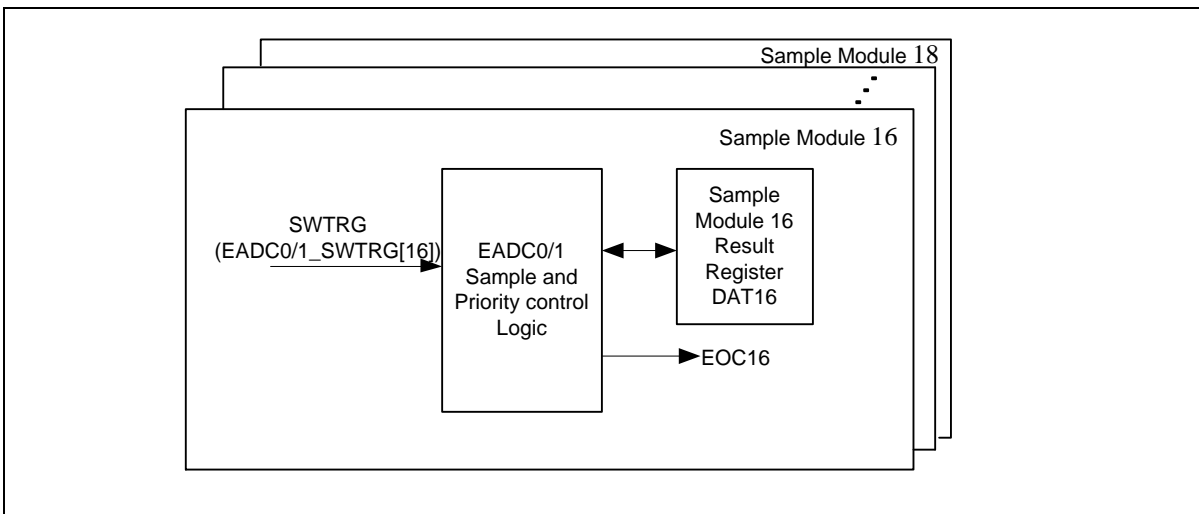 Sample Module 18
Sample Module 16
SWTRG
(EADC0/1_SWTRG[16])
EADC0/1
Sample and
Priority control
Logic
Sample
Module 16
Result
Register
DAT16
EOC16